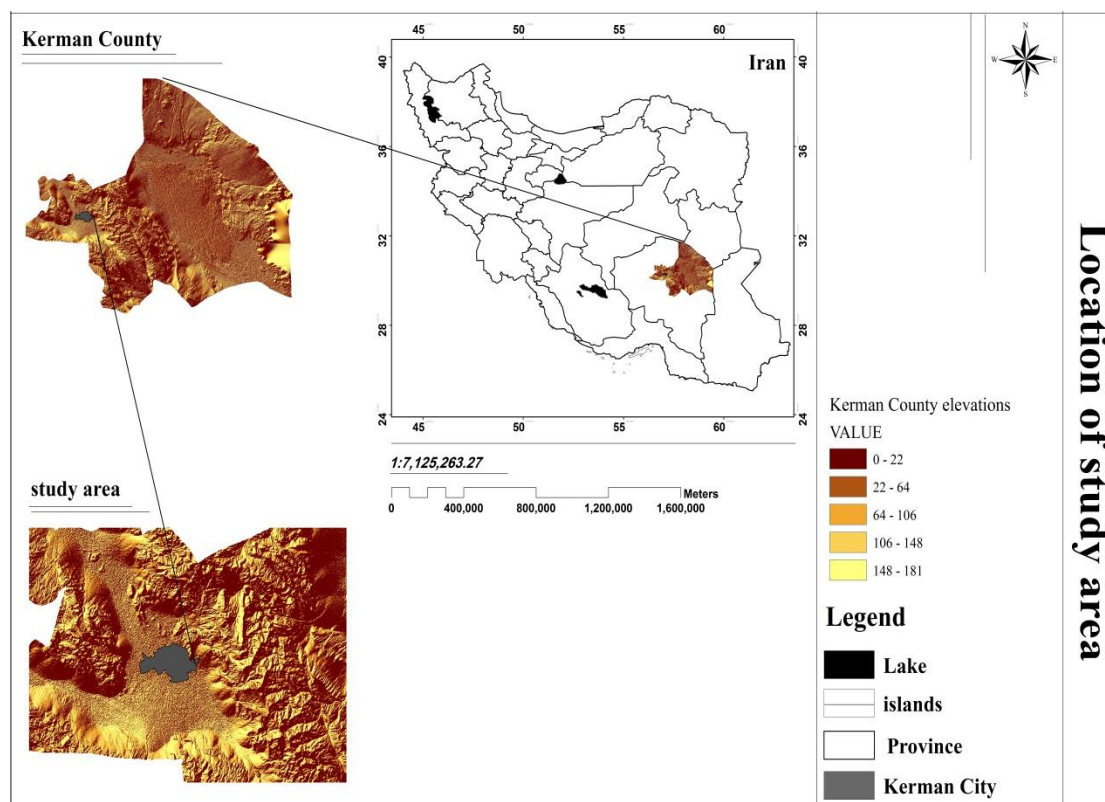 Kerman County
45 50 55 60
Iran
40 40
36 36
32 32
28 28
24 24
45 50 55 60
1:7,125,263.27
Meters
0 400,000 800,000 1,200,000 1,600,000
study area
N
W E
S
Kerman County elevations
VALUE
0 - 22
22 - 64
64 - 106
106 - 148
148 - 181
Legend
Lake
islands
Province
Kerman City
Location of study area